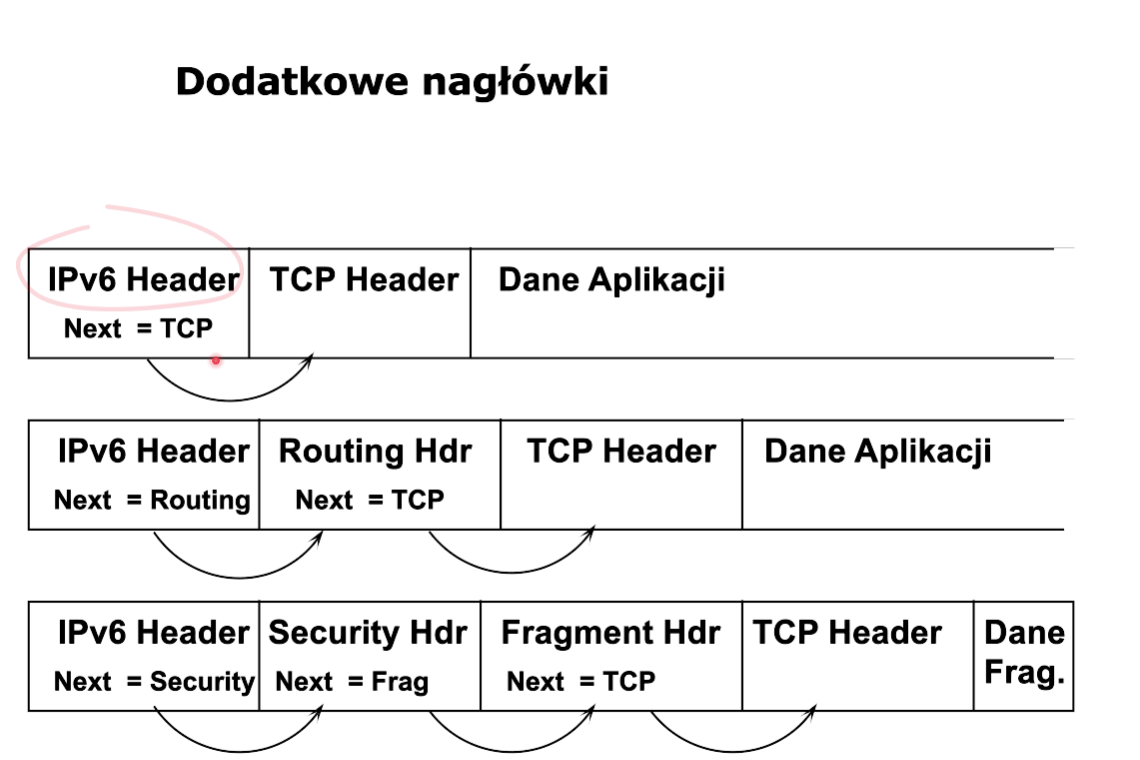 Dodatkowe nagłówki
IPv6 Header TCP Header Dane Aplikacji
Next = TCP
IPv6 Header Routing Hdr TCP Header Dane Aplikacji
Next = Routing Next = TCP
IPv6 Header Security Hdr Fragment Hdr TCP Header Dane
Frag.
Next = Security Next = Frag Next = TCP